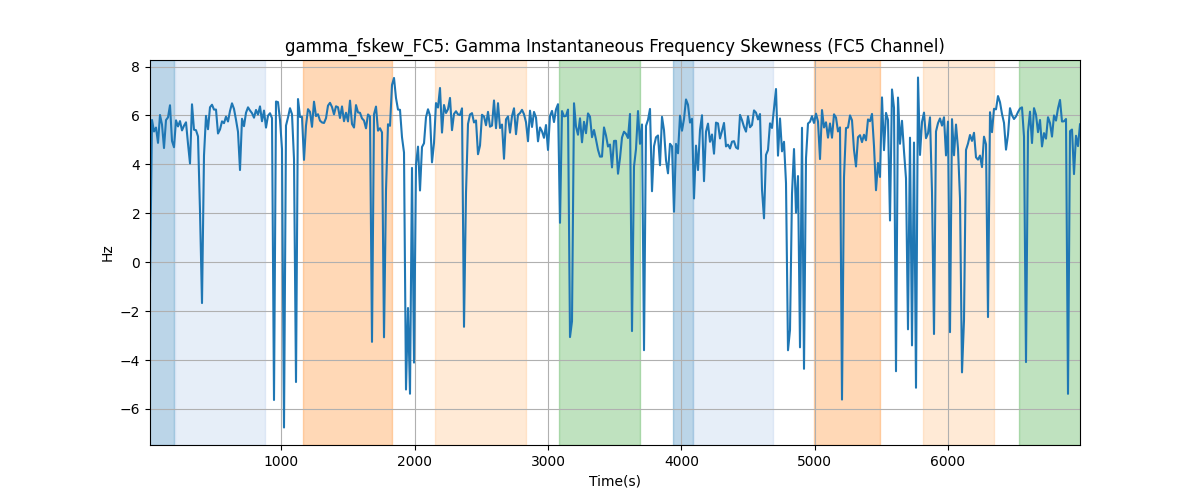 gamma_fskew_FC5: Gamma Instantaneous Frequency Skewness (FC5 Channel)
8
6
4
2
0
−2
−4
−6
Hz
1000 2000 3000 4000 5000 6000
Time(s)